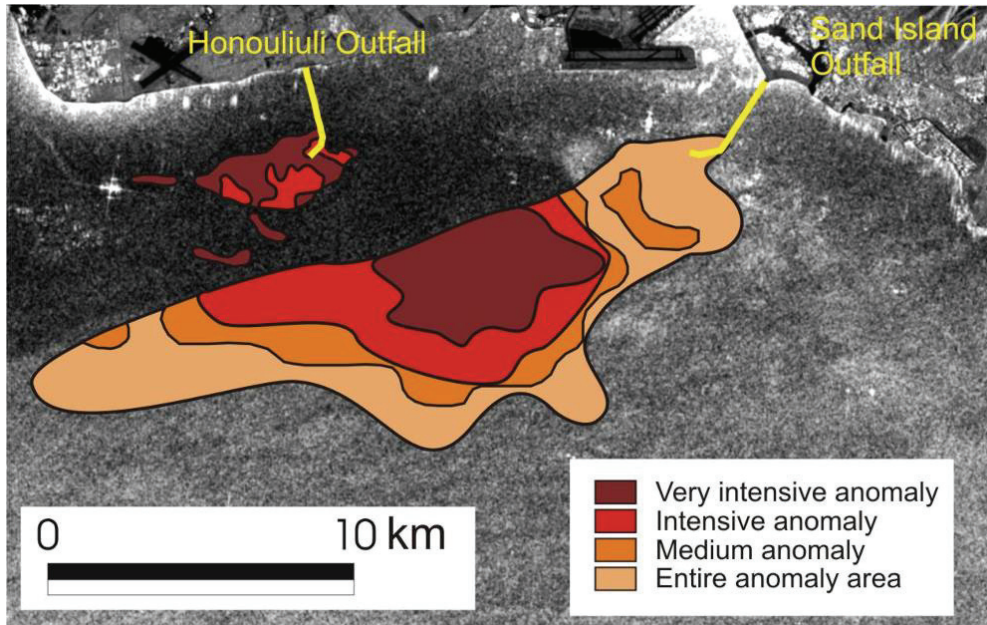 Honouliuli Outfall
Sand Island
Outfall
Very intensive anomaly
Intensive anomaly
Medium anomaly
Entire anomaly area
0 10 km